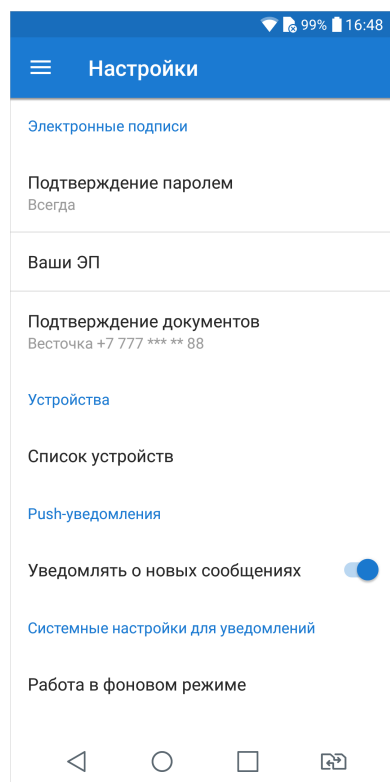 99% 16:48
Настройки
Электронные подписи
Подтверждение паролем
Всегда
Ваши ЭП
Подтверждение документов
Весточка +7 777 *** ** 88
Устройства
Список устройств
Push-уведомления
Уведомлять о новых сообщениях
Системные настройки для уведомлений
Работа в фоновом режиме